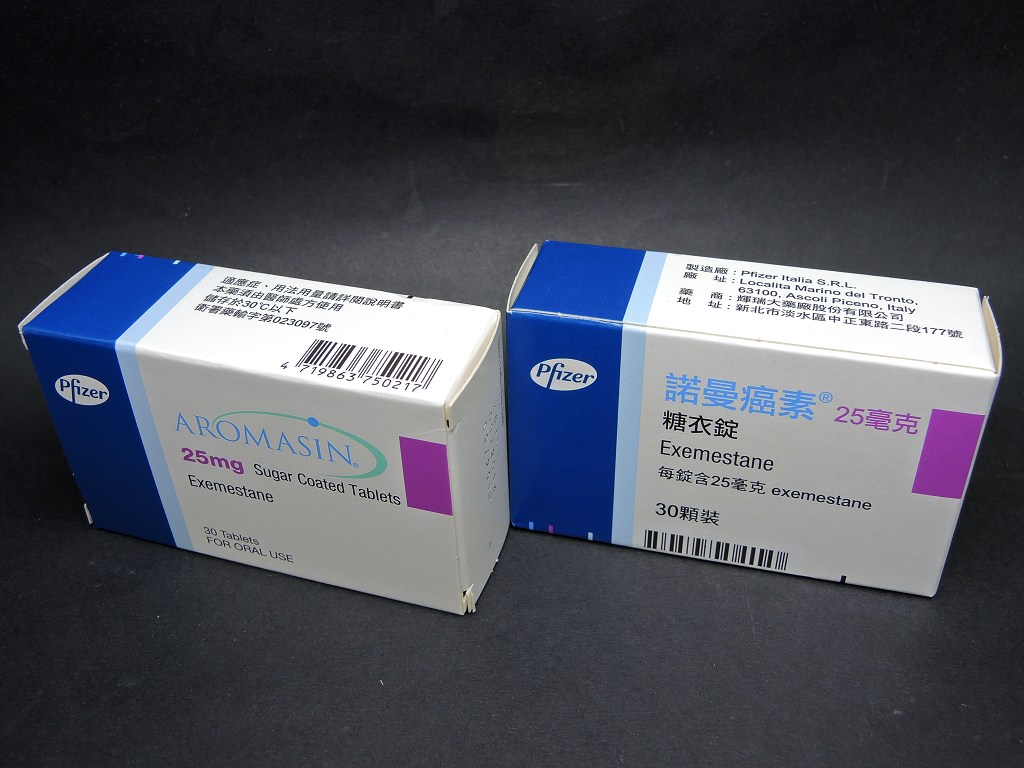 適應症、用法用量請詳閱說明書
本藥須由醫師處方使用
儲存於30℃以下
衛署藥輸字第023097號
4 719863 750217
Pfizer
AROMASIN®
25mg Sugar Coated Tablets
Exemestane
30 Tablets
FOR ORAL USE
製造廠：Pfizer Italia S.R.L.
廠 址：Localita Marino del Tronto,
63100, Ascoli Piceno, Italy
藥 商：輝瑞大藥廠股份有限公司
地 址：新北市淡水區中正東路二段177號
Pfizer
諾曼癌素® 25毫克
糖衣錠
Exemestane
每錠含25毫克 exemestane
30顆裝